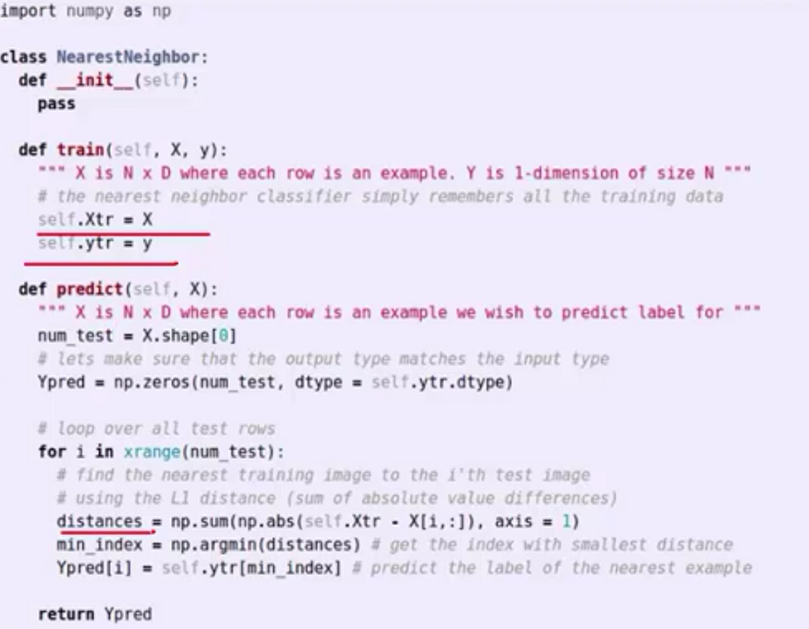 import numpy as np
class NearestNeighbor:
def __init__(self):
pass
def train(self, X, y):
""" X is N x D where each row is an example. Y is 1-dimension of size N """
# the nearest neighbor classifier simply remembers all the training data
self.Xtr = X
self.ytr = y
def predict(self, X):
""" X is N x D where each row is an example we wish to predict label for """
num_test = X.shape[0]
# lets make sure that the output type matches the input type
Ypred = np.zeros(num_test, dtype = self.ytr.dtype)
# loop over all test rows
for i in xrange(num_test):
# find the nearest training image to the i'th test image
# using the L1 distance (sum of absolute value differences)
distances = np.sum(np.abs(self.Xtr - X[i,:]), axis = 1)
min_index = np.argmin(distances) # get the index with smallest distance
Ypred[i] = self.ytr[min_index] # predict the label of the nearest example
return Ypred